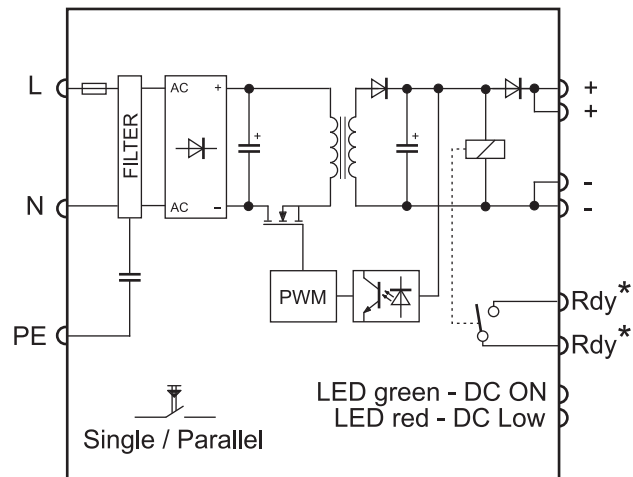 L
N
PE
FILTER
AC +
AC -
+
+
PWM
+
+
-
-
Rdy*
Rdy*
LED green - DC ON
LED red - DC Low
Single / Parallel